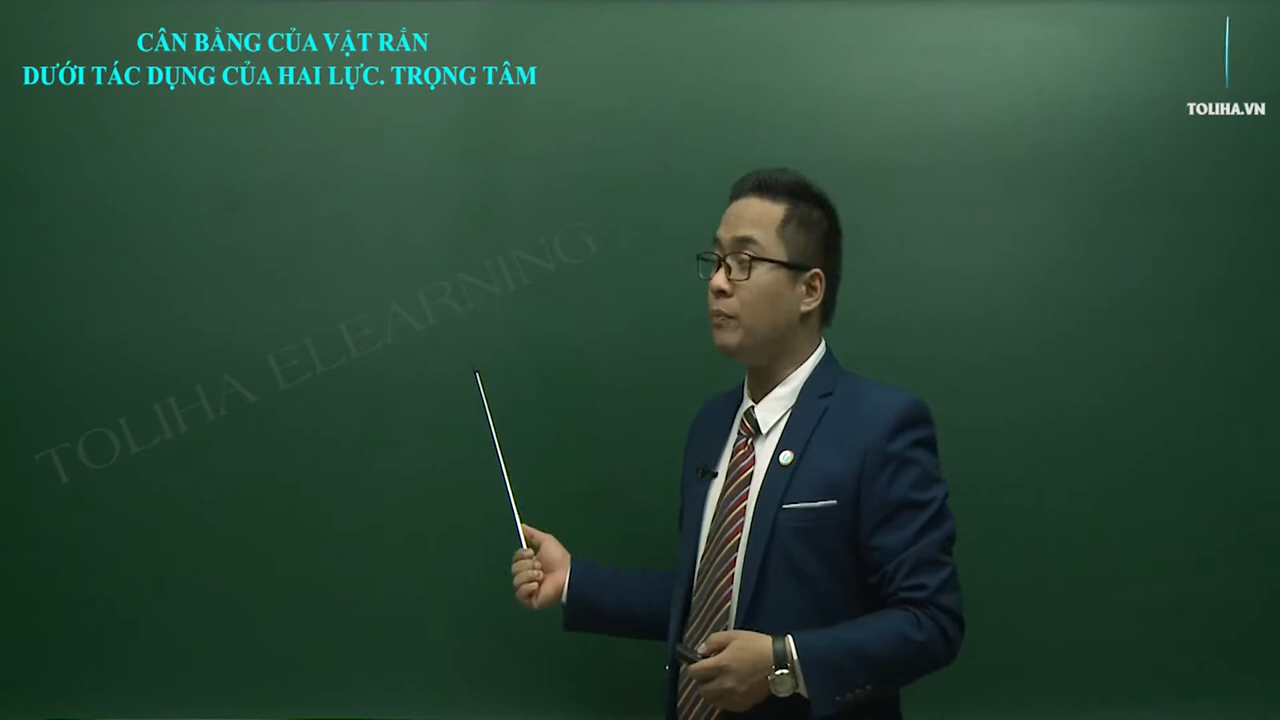 CÂN BẰNG CỦA VẬT RẮN
DƯỚI TÁC DỤNG CỦA HAI LỰC. TRỌNG TÂM
TOLIHA.VN
TOLIHA ELEARNING